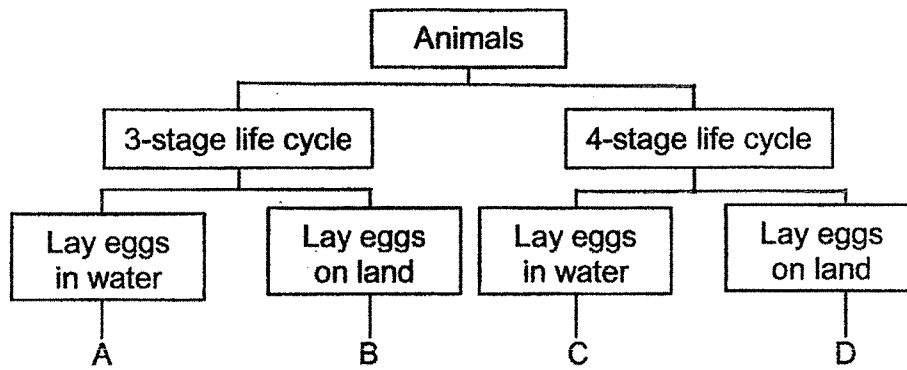 Animals
3-stage life cycle
4-stage life cycle
Lay eggs
in water
Lay eggs
on land
Lay eggs
in water
Lay eggs
on land
A
B
C
D